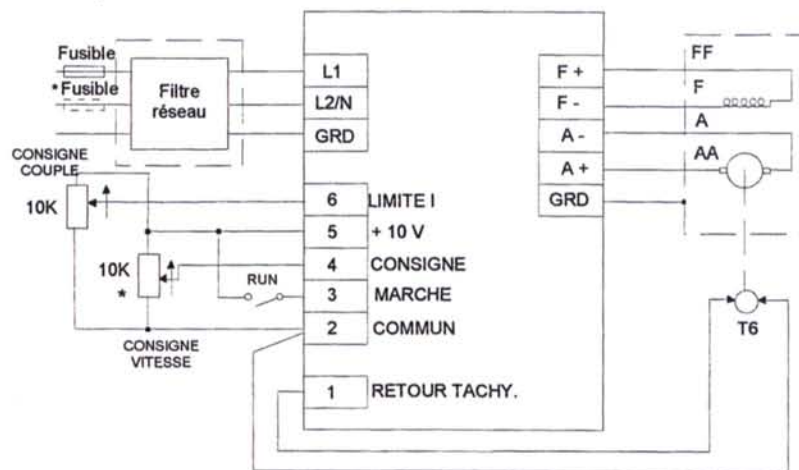 Fusible
* Fusible
Filtre
réseau
L1
L2/N
GRD
F +
F -
A -
A +
GRD
FF
F
A
AA
CONSIGNE
COUPLE
10K
10K
*
RUN
CONSIGNE
VITESSE
6 LIMITE I
5 + 10 V
4 CONSIGNE
3 MARCHE
2 COMMUN
1 RETOUR TACHY.
T6